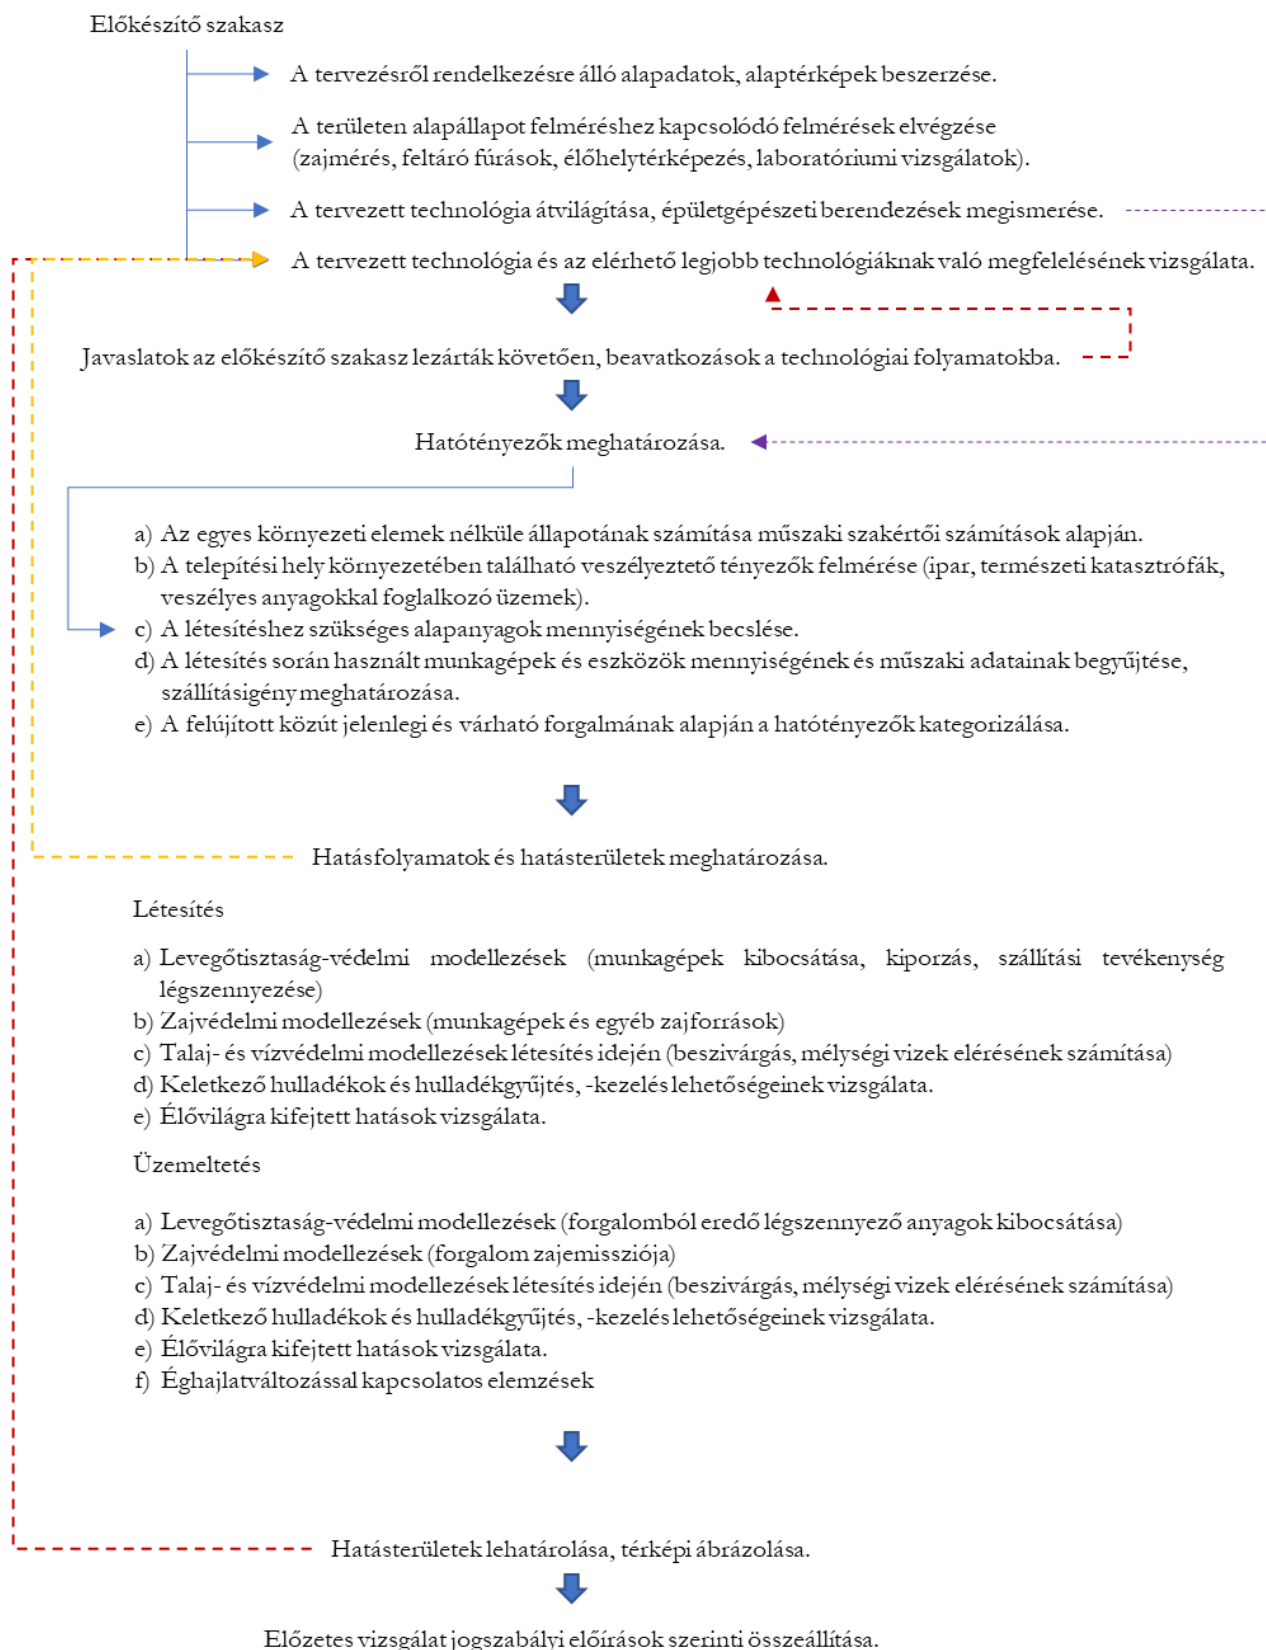 Előkészítő szakasz
A tervezésről rendelkezésre álló alapadatok, alaptérképek beszerzése.
A területen alapállapot felméréshez kapcsolódó felmérések elvégzése
(zajmérés, feltáró fúrások, élőhelytérképezés, laboratóriumi vizsgálatok).
A tervezett technológia átvilágítása, épületgépészeti berendezések megismerése.
A tervezett technológia és az elérhető legjobb technológiáknak való megfelelésének vizsgálata.
Javaslatok az előkészítő szakasz lezárták követően, beavatkozások a technológiai folyamatokba.
Hatótényezők meghatározása.
a) Az egyes környezeti elemek nélküle állapotának számítása műszaki szakértői számítások alapján.
b) A telepítési hely környezetében található veszélyeztető tényezők felmérése (ipar, természeti katasztrófák,
veszélyes anyagokkal foglalkozó üzemek).
c) A létesítéshez szükséges alapanyagok mennyiségének becslése.
d) A létesítés során használt munkagépek és eszközök mennyiségének és műszaki adatainak begyűjtése,
szállításigény meghatározása.
e) A felújított közút jelenlegi és várható forgalmának alapján a hatótényezők kategorizálása.
Hatásfolyamatok és hatásterületek meghatározása.
Létesítés
a) Levegőtisztaság-védelmi modellezések (munkagépek kibocsátása, kiporzás, szállítási tevékenység
légszennyezése)
b) Zajvédelmi modellezések (munkagépek és egyéb zajforrások)
c) Talaj- és vízvédelmi modellezések létesítés idején (beszivárgás, mélységi vizek elérésének számítása)
d) Keletkező hulladékok és hulladékgyűjtés, -kezelés lehetőségeinek vizsgálata.
e) Élővilágra kifejtett hatások vizsgálata.
Üzemeltetés
a) Levegőtisztaság-védelmi modellezések (forgalomból eredő légszennyező anyagok kibocsátása)
b) Zajvédelmi modellezések (forgalom zajemissziója)
c) Talaj- és vízvédelmi modellezések létesítés idején (beszivárgás, mélységi vizek elérésének számítása)
d) Keletkező hulladékok és hulladékgyűjtés, -kezelés lehetőségeinek vizsgálata.
e) Élővilágra kifejtett hatások vizsgálata.
f) Éghajlatváltozással kapcsolatos elemzések
Hatásterületek lehatárolása, térképi ábrázolása.
Előzetes vizsgálat jogszabályi előírások szerinti összeállítása.